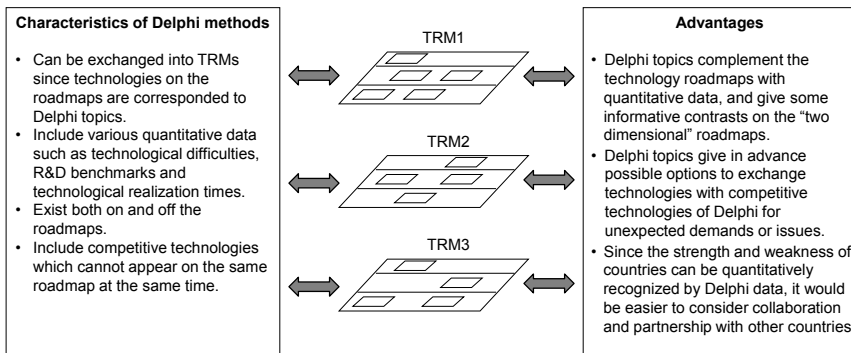 Characteristics of Delphi methods
• Can be exchanged into TRMs
since technologies on the
roadmaps are corresponded to
Delphi topics.
• Include various quantitative data
such as technological difficulties,
R&D benchmarks and
technological realization times.
• Exist both on and off the
roadmaps.
• Include competitive technologies
which cannot appear on the same
roadmap at the same time.
TRM1
TRM2
TRM3
Advantages
• Delphi topics complement the
technology roadmaps with
quantitative data, and give some
informative contrasts on the “two
dimensional” roadmaps.
• Delphi topics give in advance
possible options to exchange
technologies with competitive
technologies of Delphi for
unexpected demands or issues.
• Since the strength and weakness of
countries can be quantitatively
recognized by Delphi data, it would
be easier to consider collaboration
and partnership with other countries